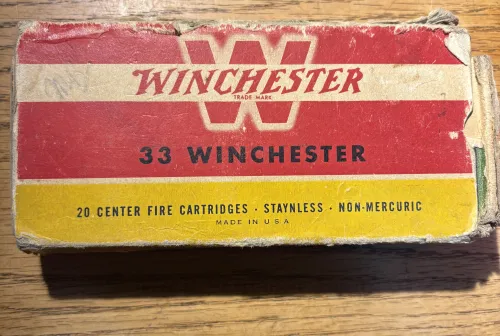 WINCHESTER
TRADE MARK
33 WINCHESTER
20 CENTER FIRE CARTRIDGES · STAYNLESS · NON-MERCURIC
MADE IN U S A